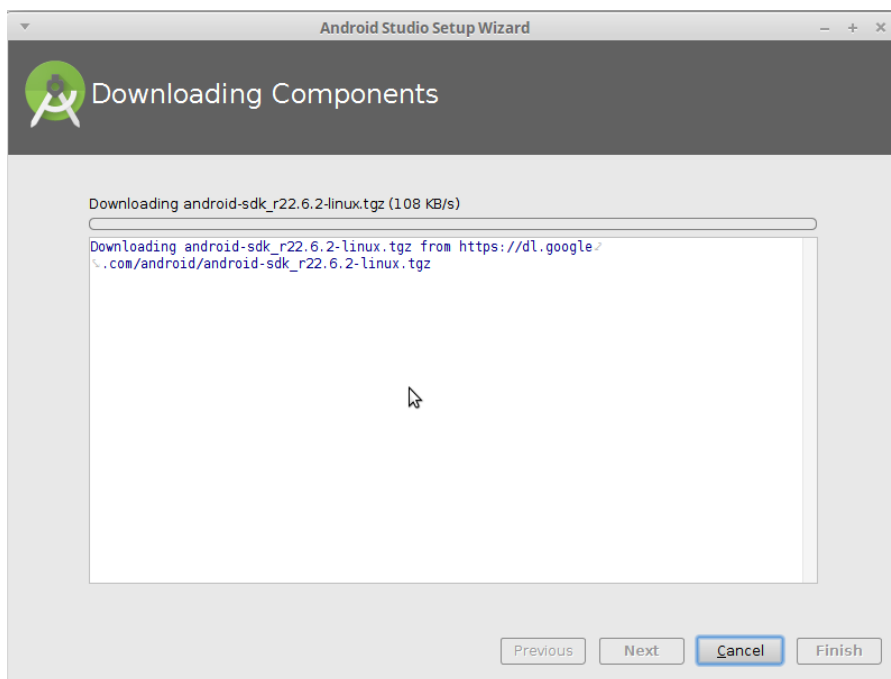 Android Studio Setup Wizard
Downloading Components
Downloading android-sdk_r22.6.2-linux.tgz (108 KB/s)
Downloading android-sdk_r22.6.2-linux.tgz from https://dl.google
.com/android/android-sdk_r22.6.2-linux.tgz
Previous Next Cancel Finish